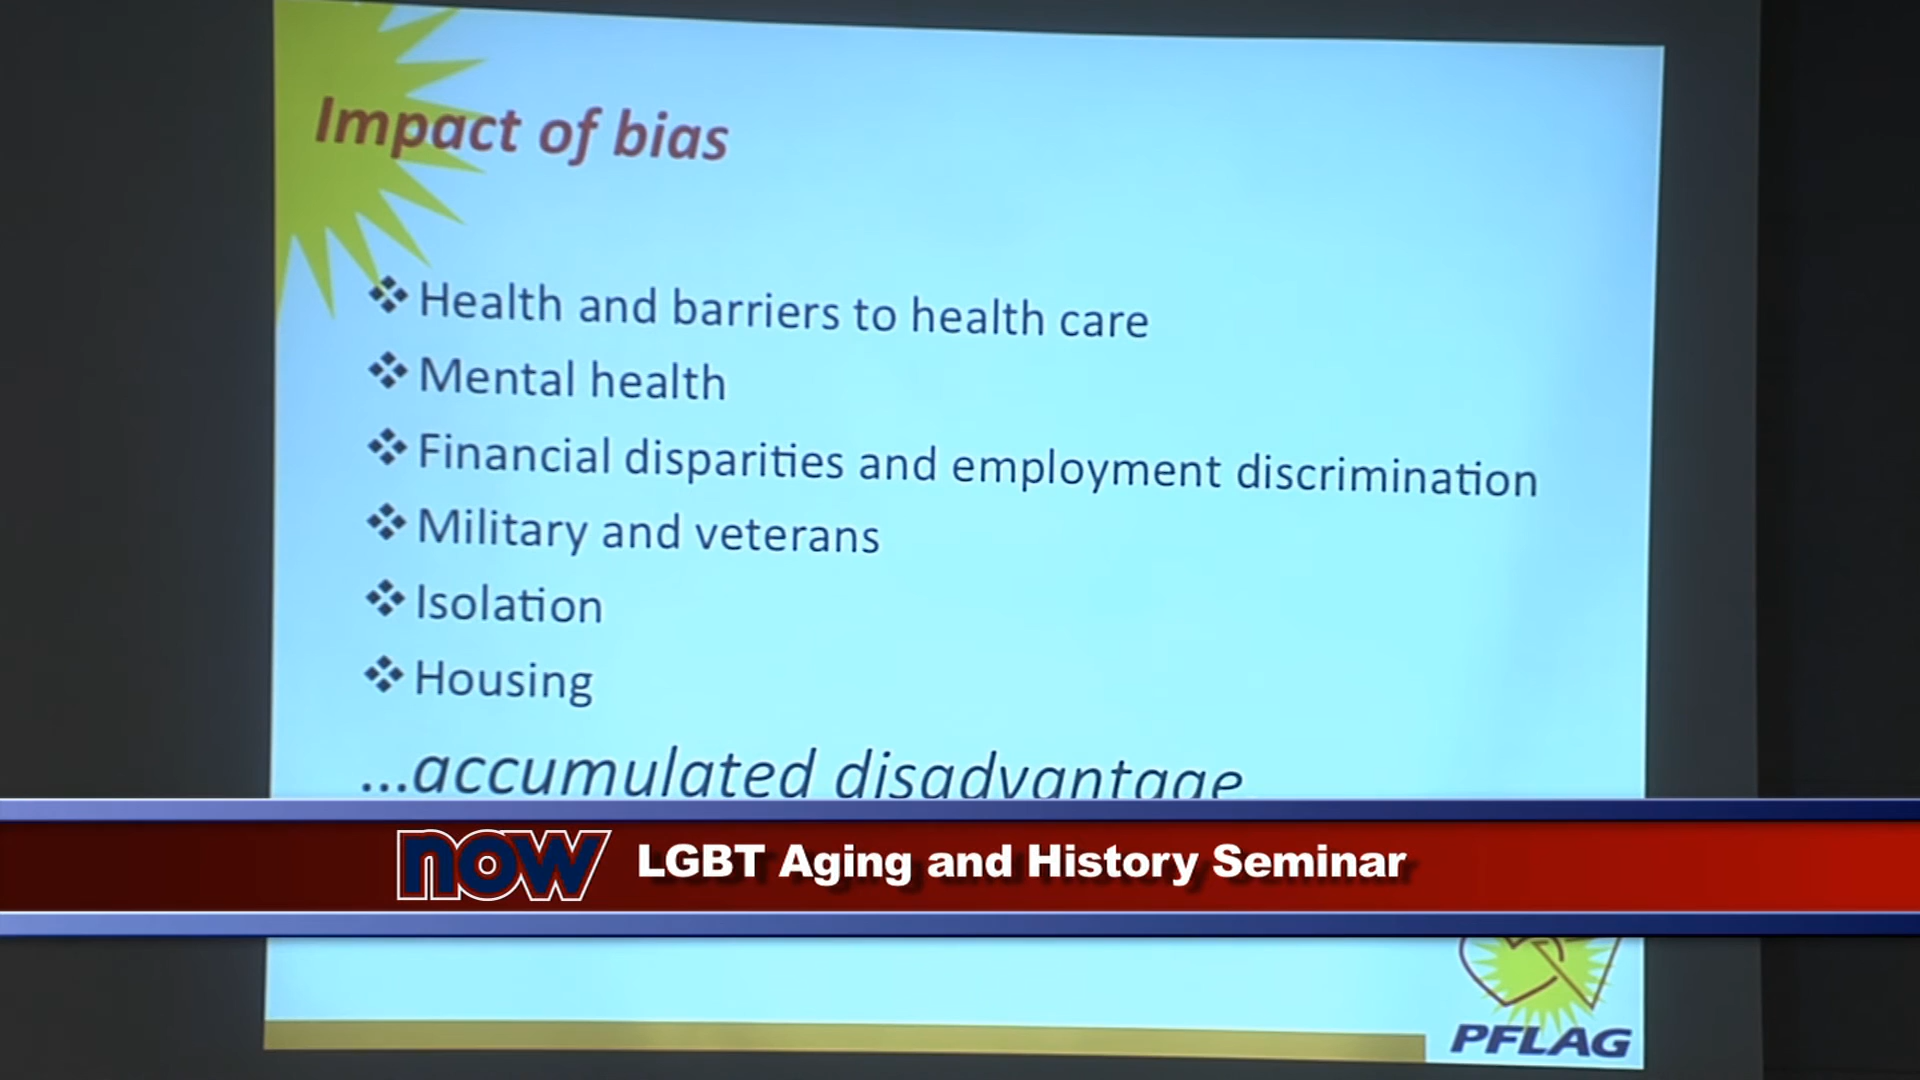 Impact of bias
❖ Health and barriers to health care
❖ Mental health
❖ Financial disparities and employment discrimination
❖ Military and veterans
❖ Isolation
❖ Housing
...accumulated disadvantage
now LGBT Aging and History Seminar
PFLAG